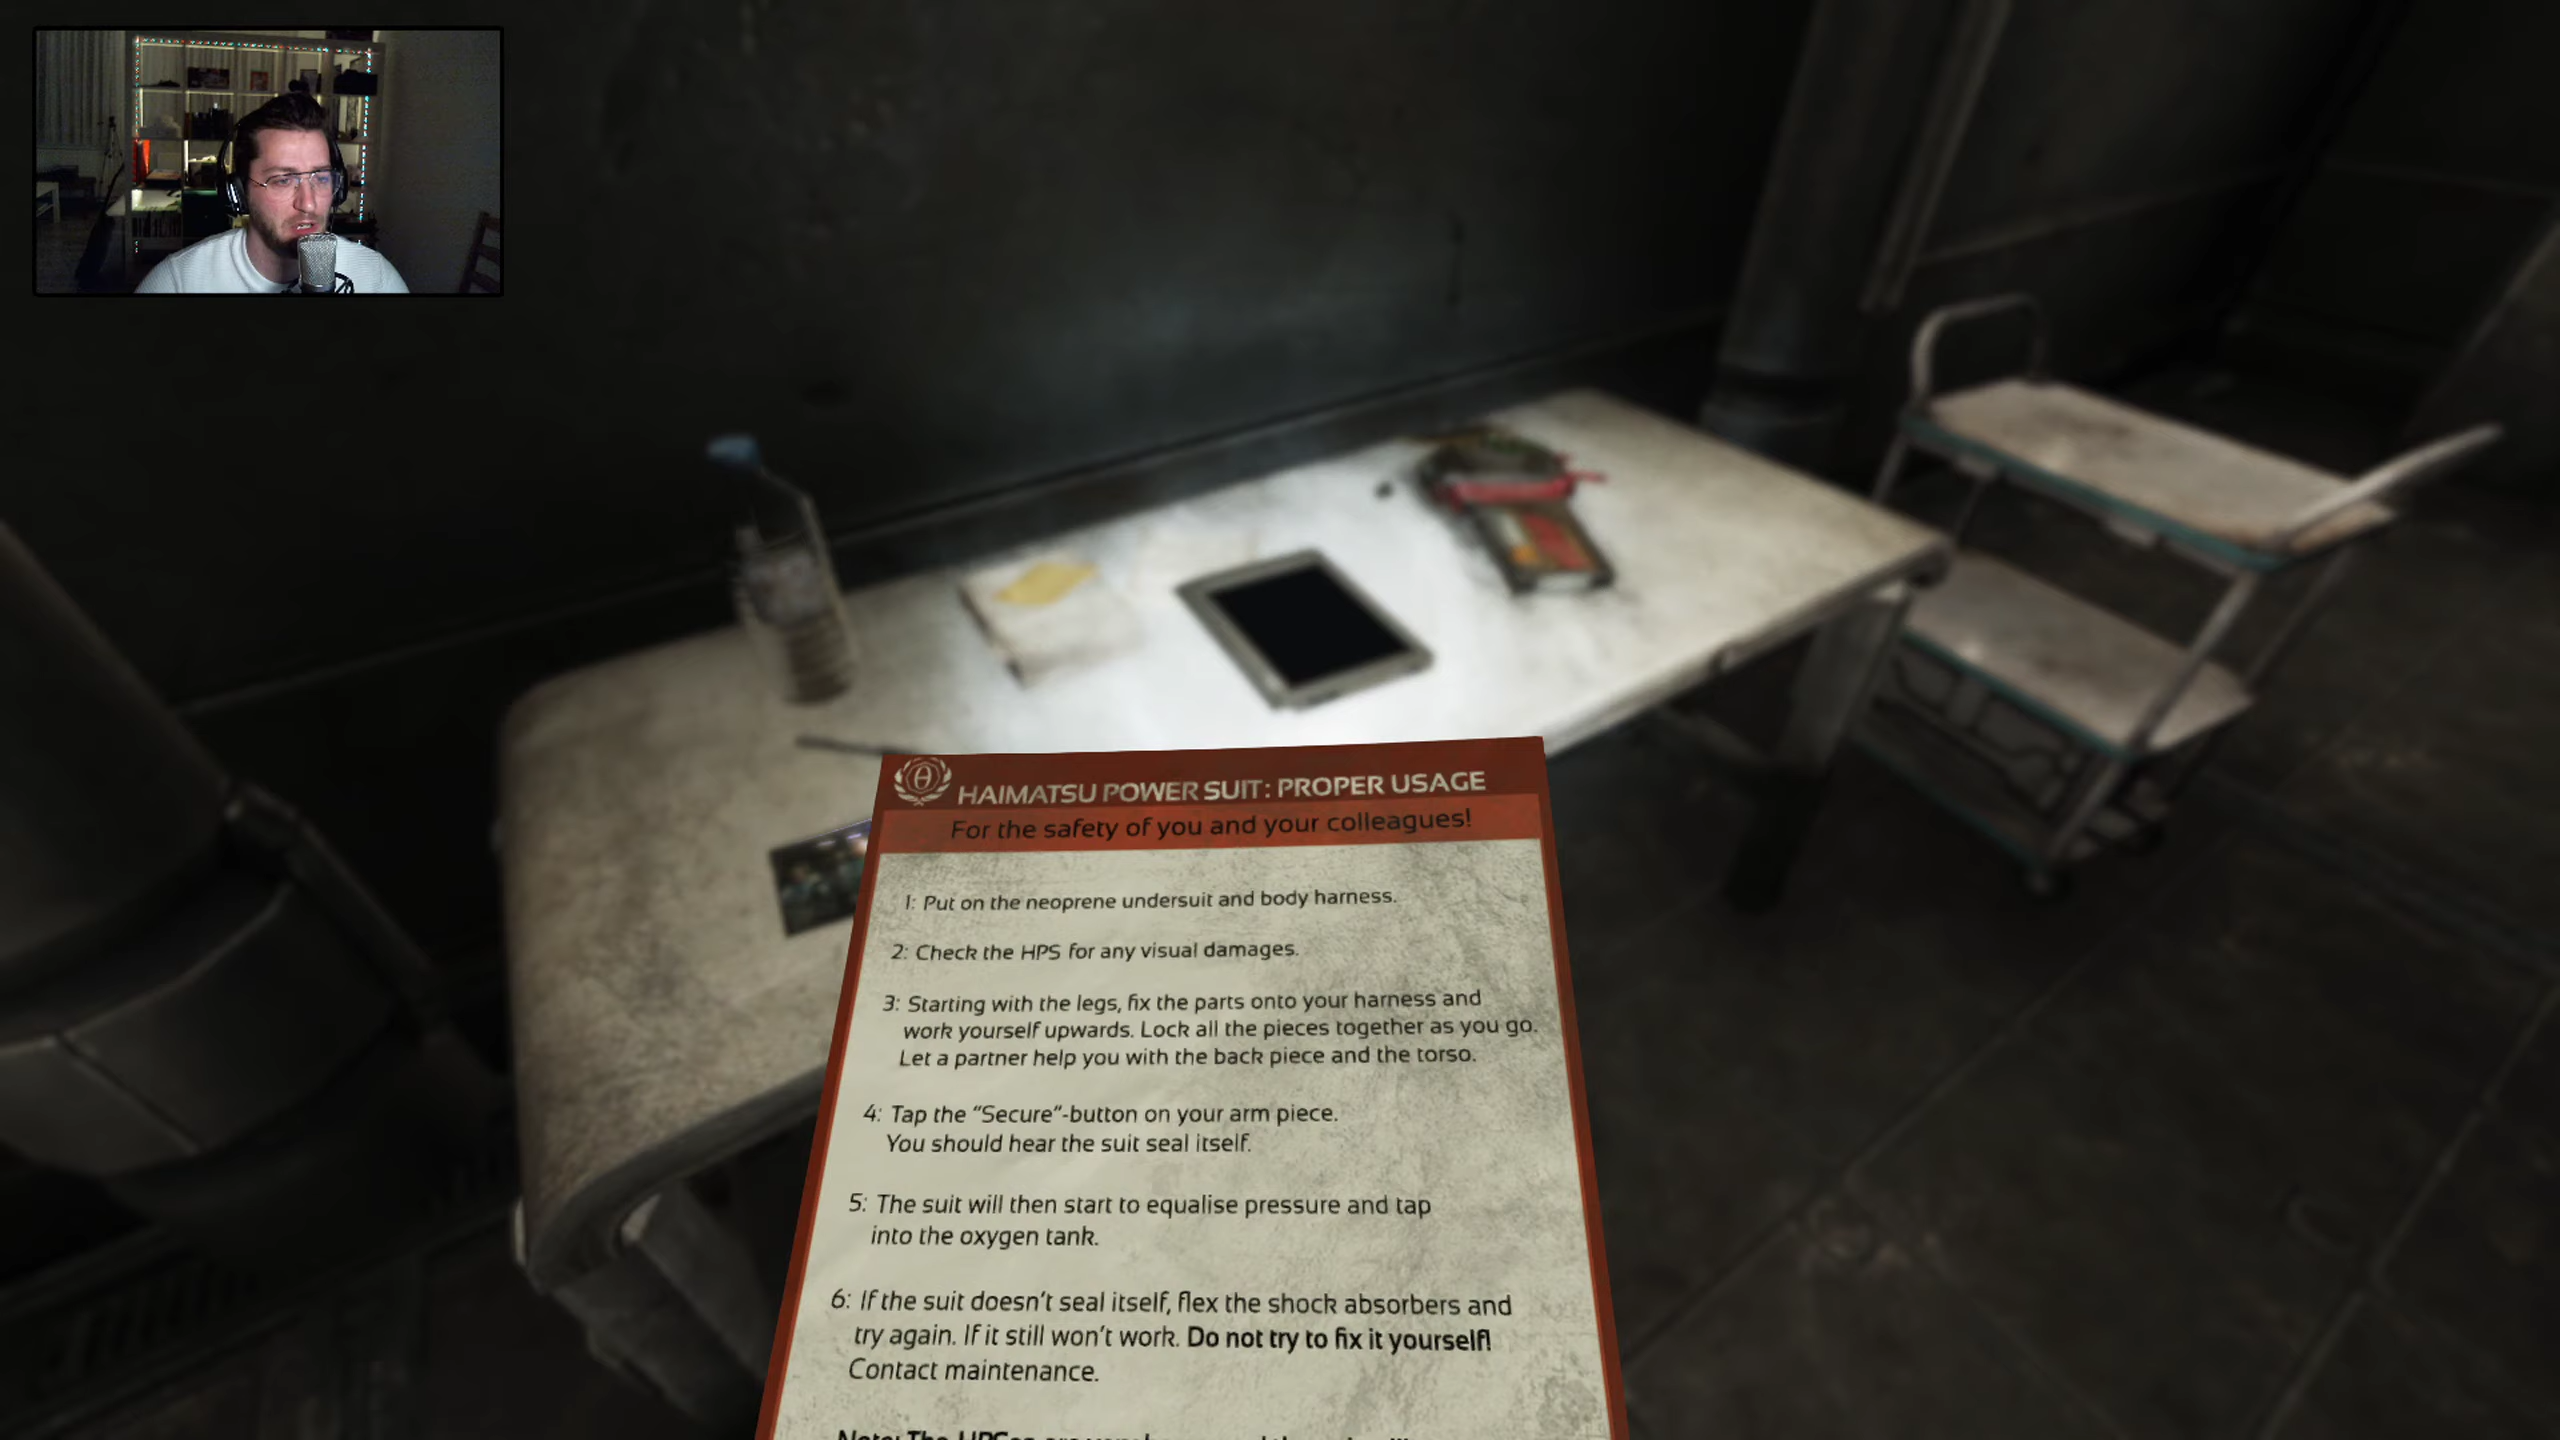 HAIMATSU POWER SUIT: PROPER USAGE
For the safety of you and your colleagues!
1: Put on the neoprene undersuit and body harness.
2: Check the HPS for any visual damages.
3: Starting with the legs, fix the parts onto your harness and
work yourself upwards. Lock all the pieces together as you go.
Let a partner help you with the back piece and the torso.
4: Tap the "Secure"-button on your arm piece.
You should hear the suit seal itself.
5: The suit will then start to equalise pressure and tap
into the oxygen tank.
6: If the suit doesn't seal itself, flex the shock absorbers and
try again. If it still won't work. Do not try to fix it yourself!
Contact maintenance.
Note: The HPSes are very